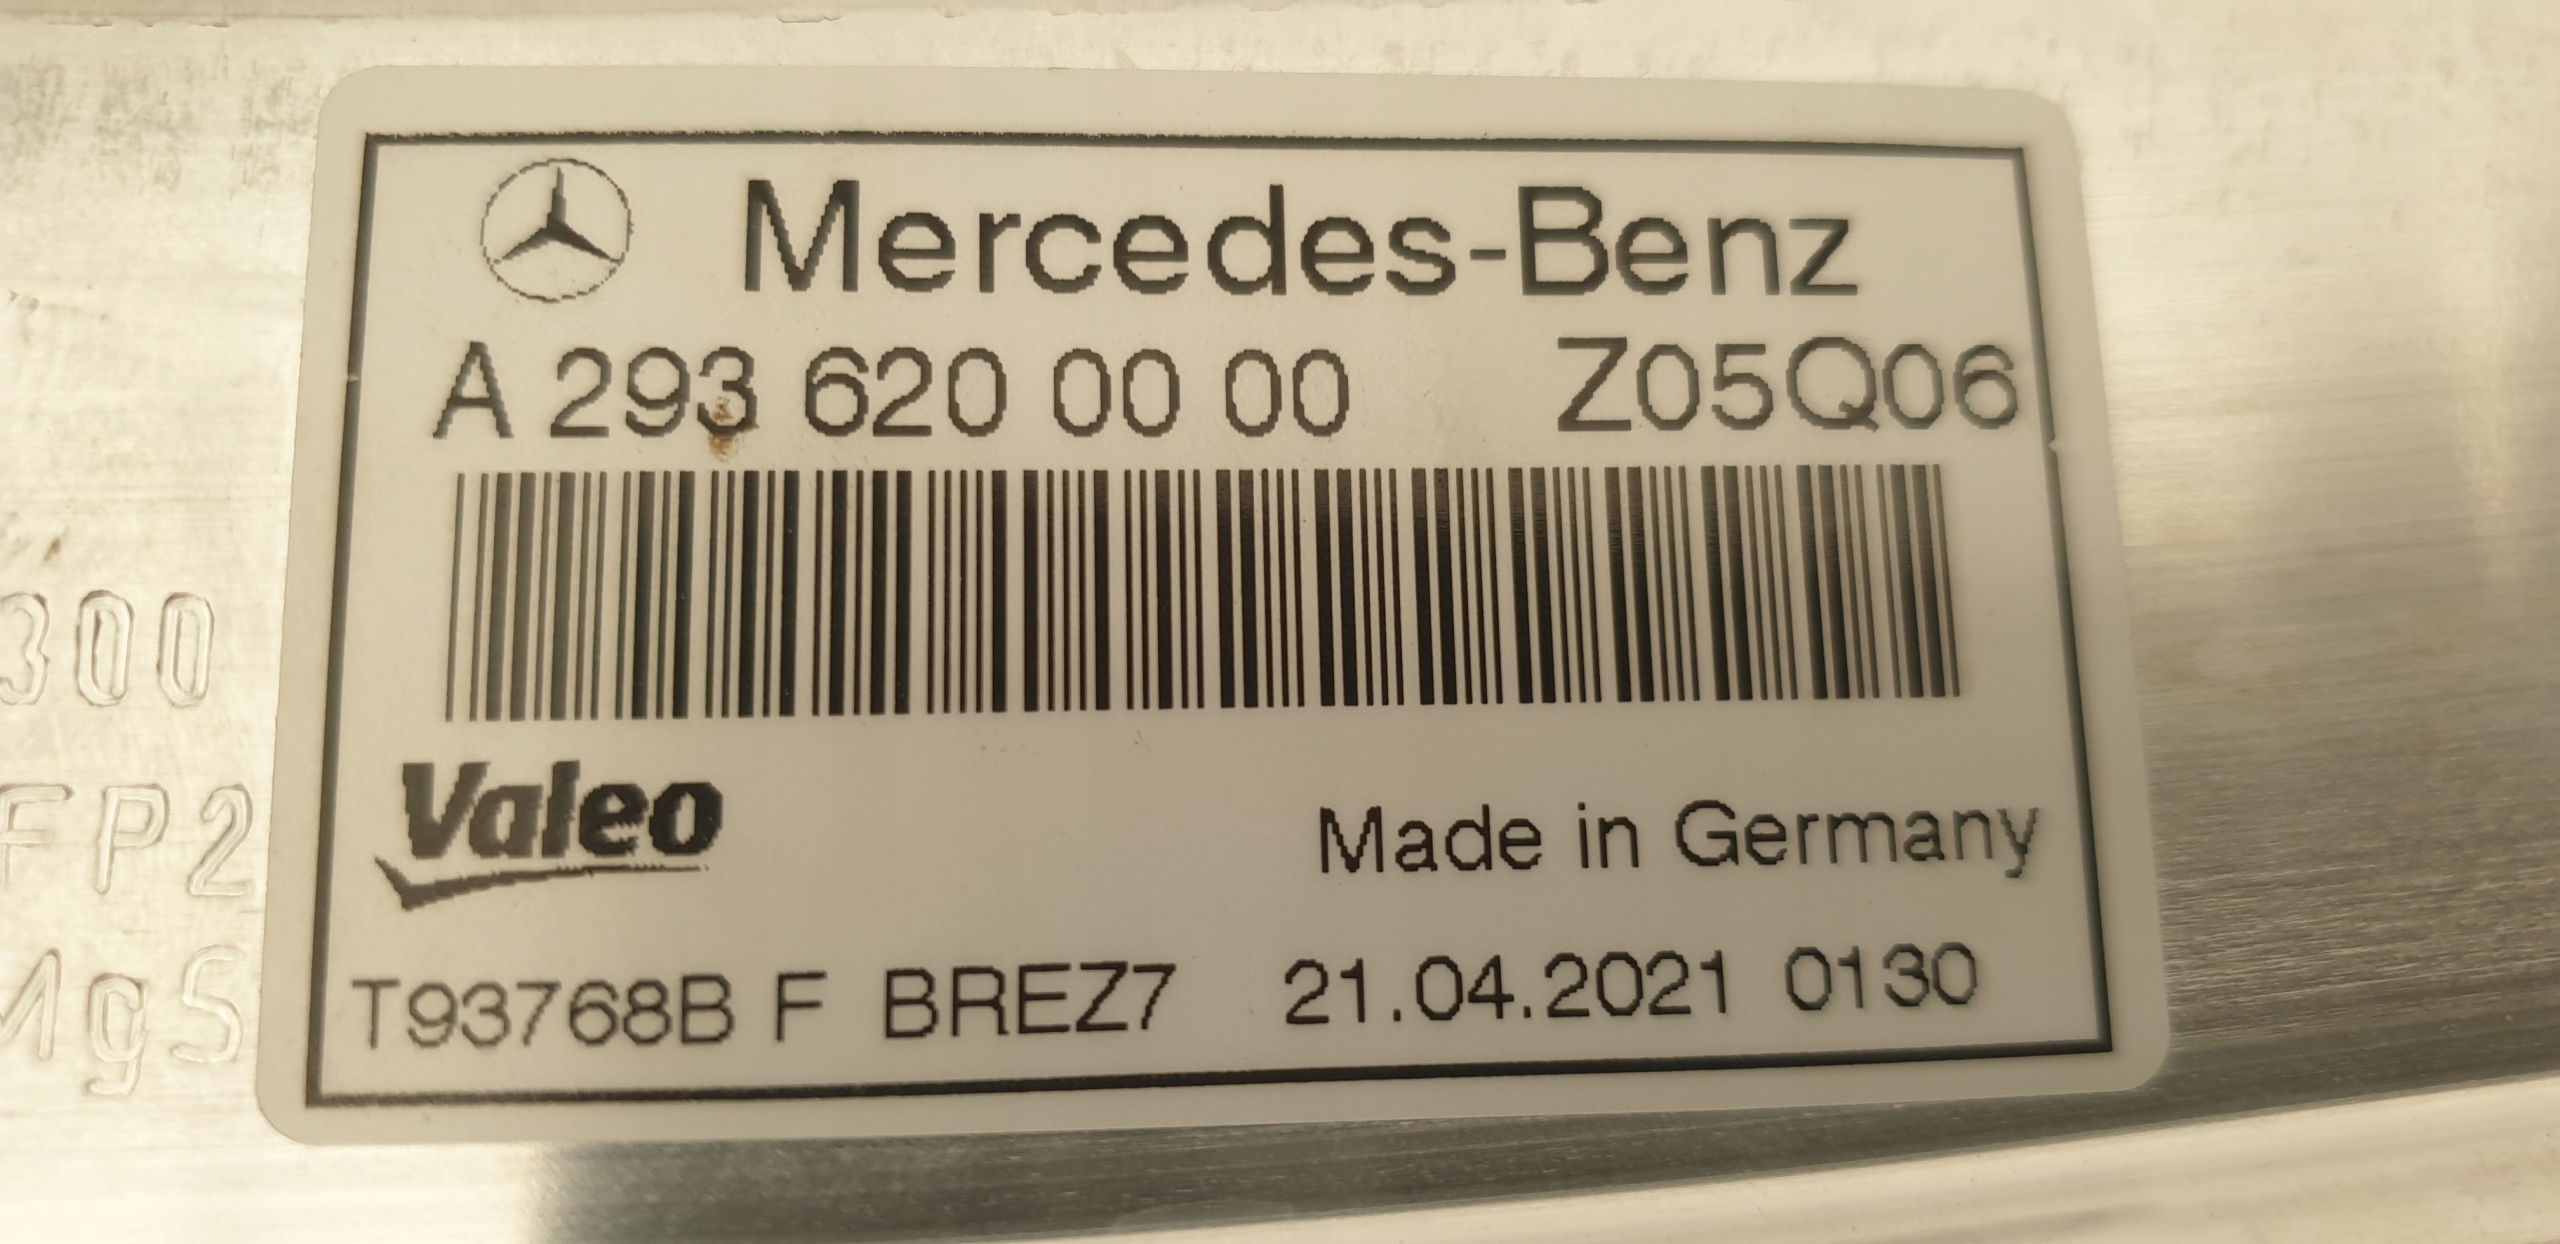 Mercedes-Benz
A 293 620 00 00 Z05Q06
300
Valeo
Made in Germany
FP2
T93768B F BREZ7 21.04.2021 0130
MgS